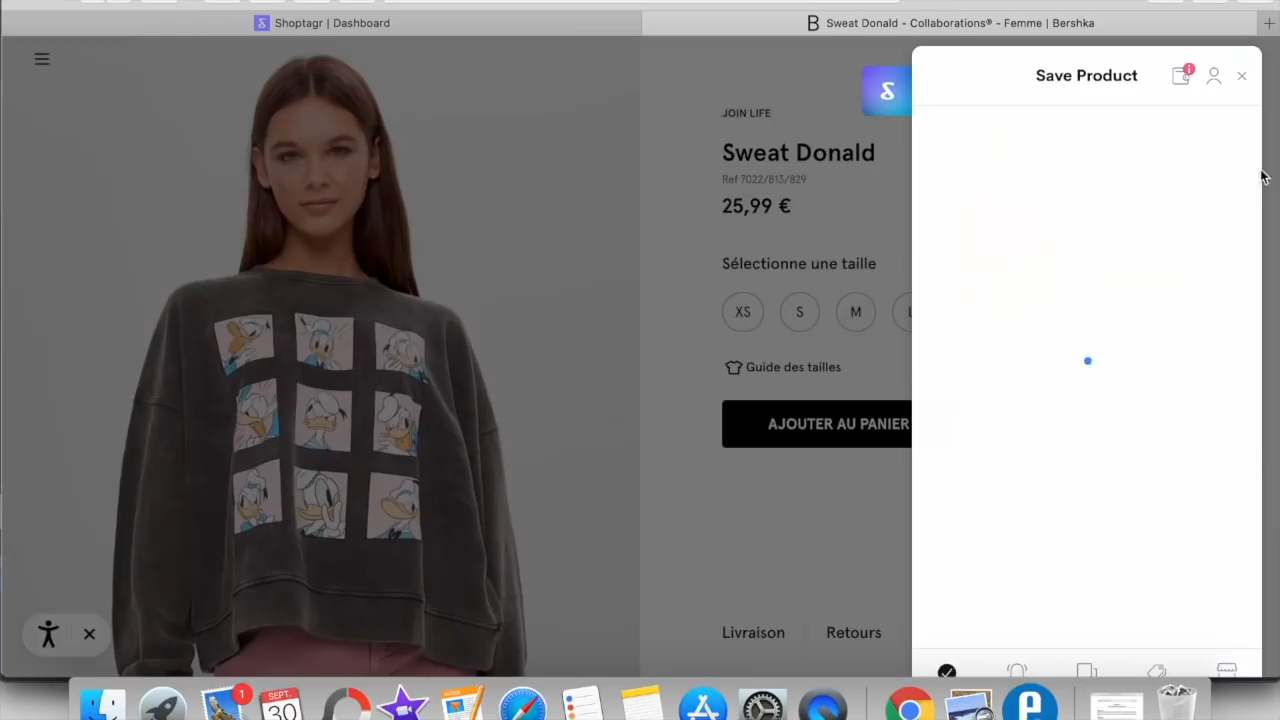 Shoptagr | Dashboard
B Sweat Donald - Collaborations® - Femme | Bershka
Save Product
JOIN LIFE
Sweat Donald
Ref 7022/813/829
25,99 €
Sélectionne une taille
XS S M
Guide des tailles
AJOUTER AU PANIER
Livraison Retours
1
SEPT.
30